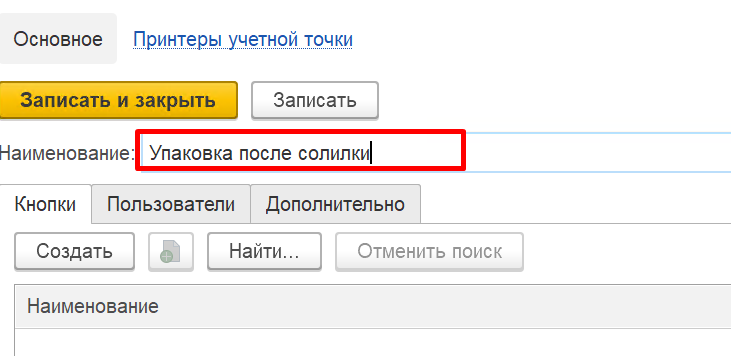 Основное Принтеры учетной точки
Записать и закрыть Записать
Наименование: Упаковка после солилки
Кнопки Пользователи Дополнительно
Создать Найти... Отменить поиск
Наименование